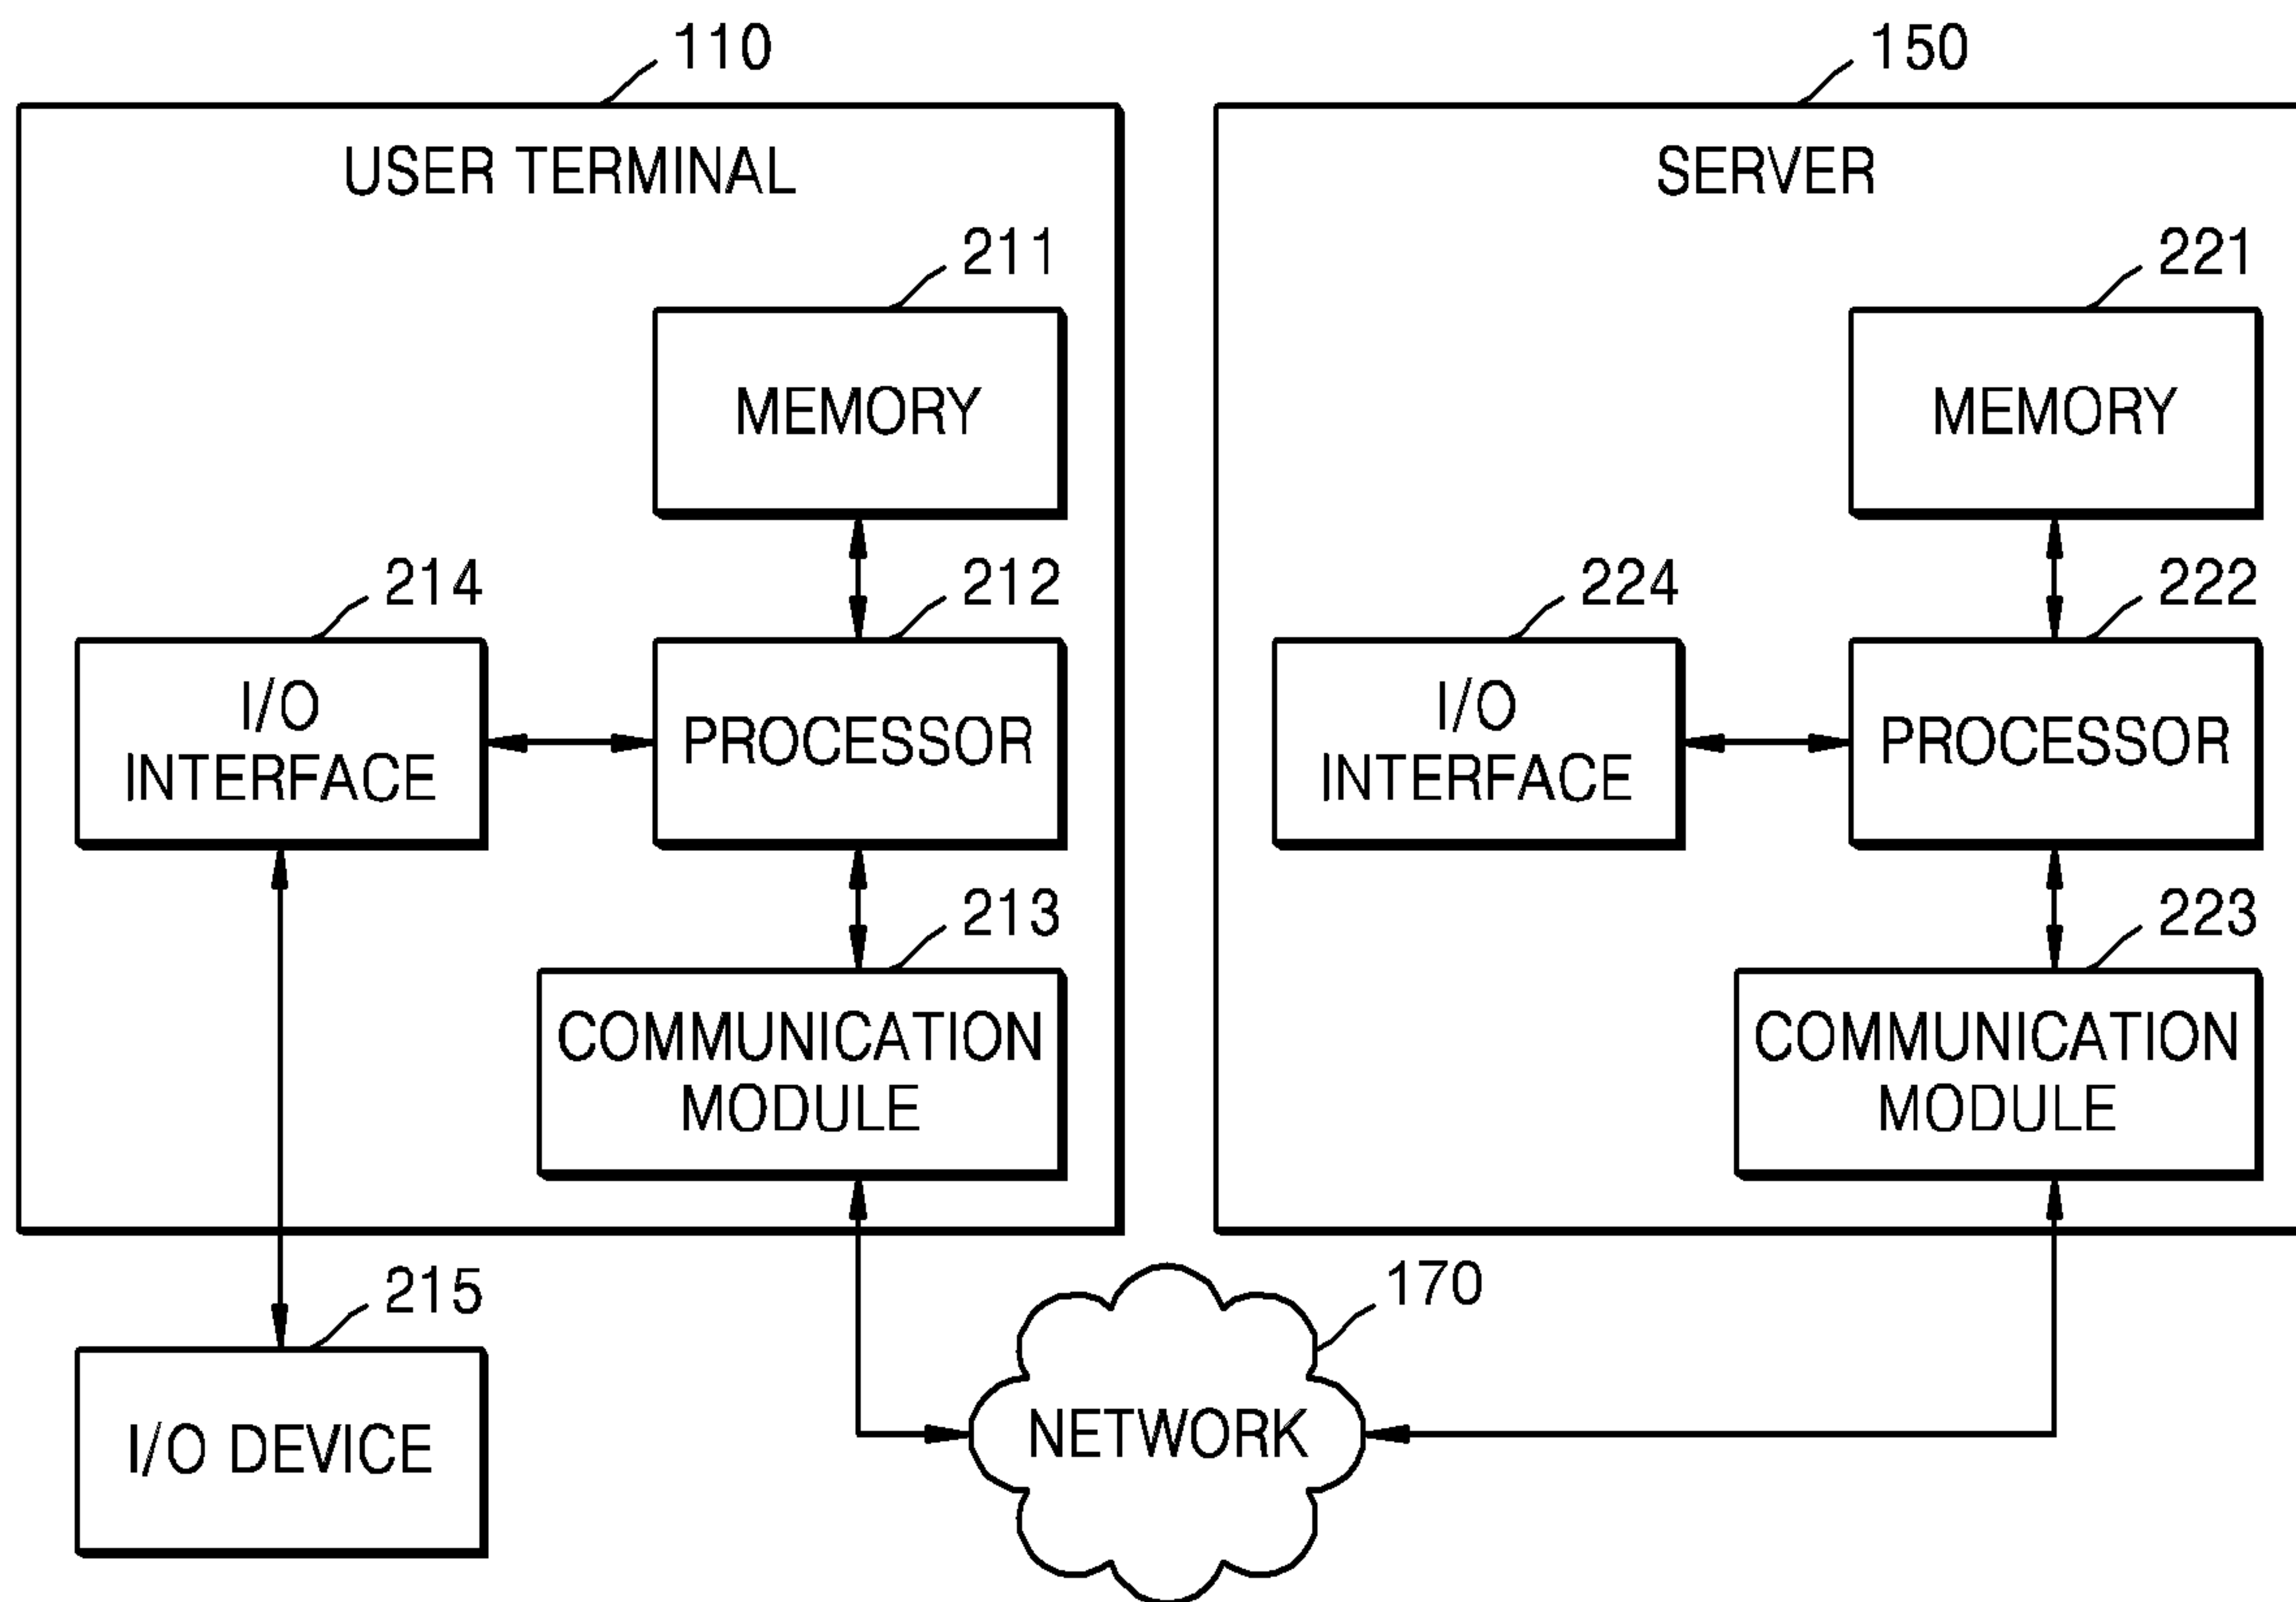 110
150
USER TERMINAL
SERVER
211
221
MEMORY
MEMORY
214
212
224
222
I/O
INTERFACE
PROCESSOR
I/O
INTERFACE
PROCESSOR
213
223
COMMUNICATION
MODULE
COMMUNICATION
MODULE
215
170
I/O DEVICE
NETWORK